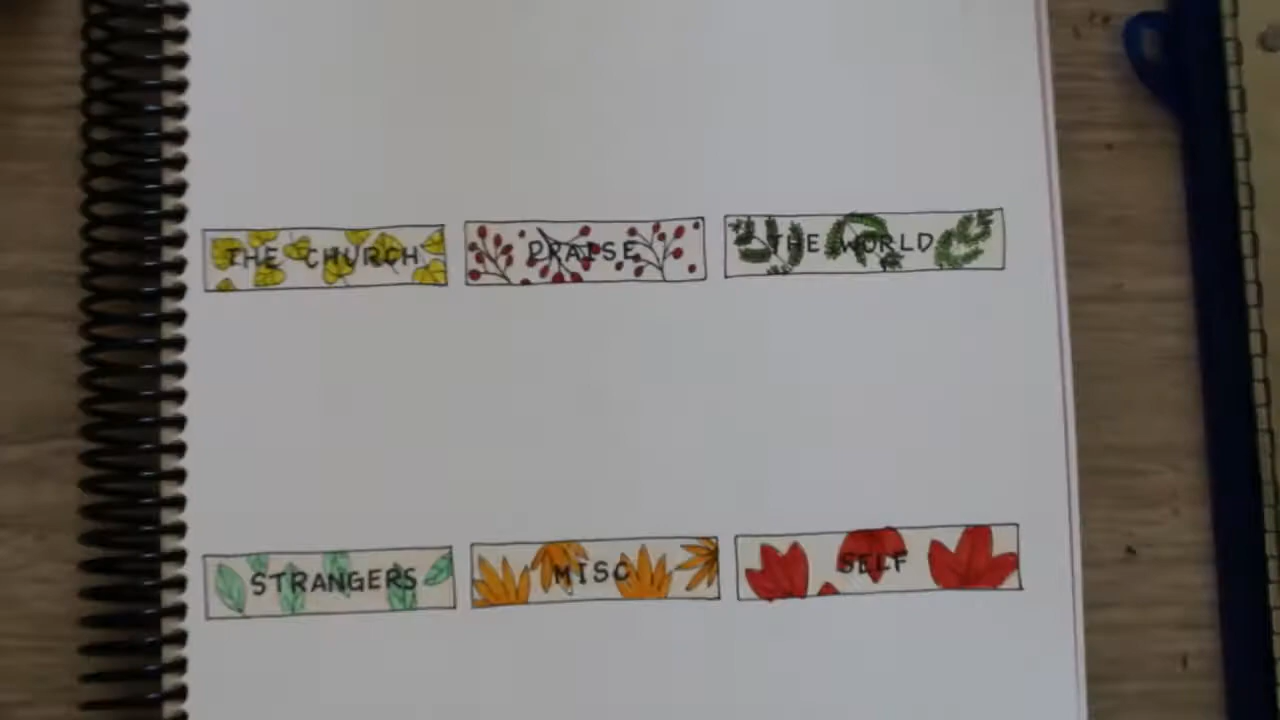 THE CHURCH
PRAISE
THE WORLD
STRANGERS
MISC
SELF